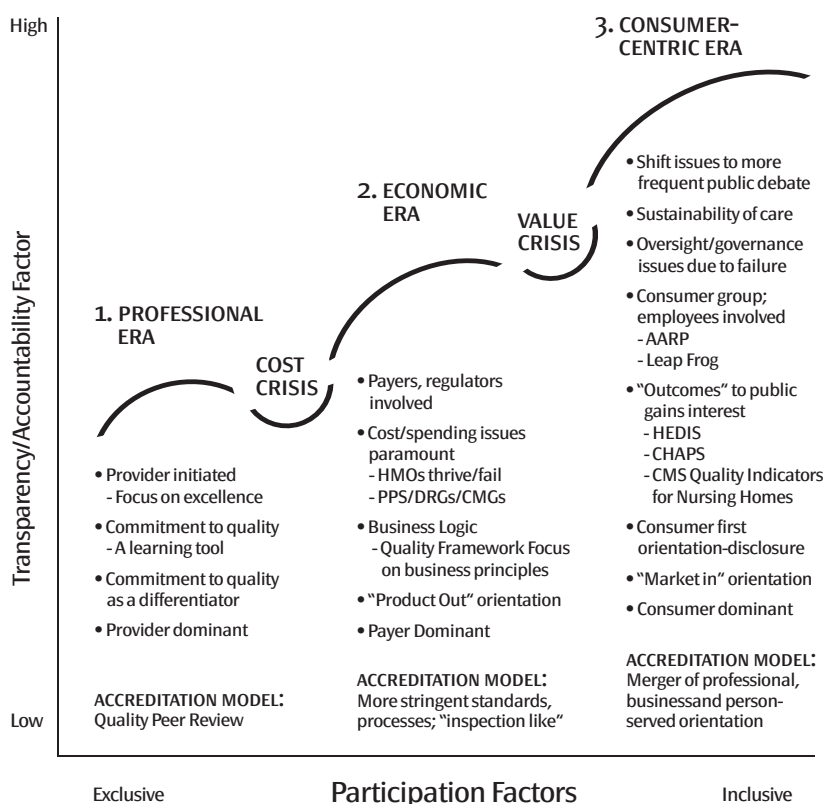 High
3. CONSUMER-
CENTRIC ERA
2. ECONOMIC
ERA
VALUE
CRISIS
1. PROFESSIONAL
ERA
COST
CRISIS
Transparency/Accountability Factor
• Provider initiated
- Focus on excellence
• Commitment to quality
- A learning tool
• Commitment to quality
as a differentiator
• Provider dominant
ACCREDITATION MODEL:
Quality Peer Review
• Payers, regulators
involved
• Cost/spending issues
paramount
- HMOs thrive/fail
- PPS/DRGs/CMGs
• Business Logic
- Quality Framework Focus
on business principles
• "Product Out" orientation
• Payer Dominant
ACCREDITATION MODEL:
More stringent standards,
processes; "inspection like"
• Shift issues to more
frequent public debate
• Sustainability of care
• Oversight/governance
issues due to failure
• Consumer group;
employees involved
- AARP
- Leap Frog
• "Outcomes" to public
gains interest
- HEDIS
- CHAPS
- CMS Quality Indicators
for Nursing Homes
• Consumer first
orientation-disclosure
• "Market in" orientation
• Consumer dominant
ACCREDITATION MODEL:
Merger of professional,
businessand person-
served orientation
Low
Exclusive
Participation Factors
Inclusive